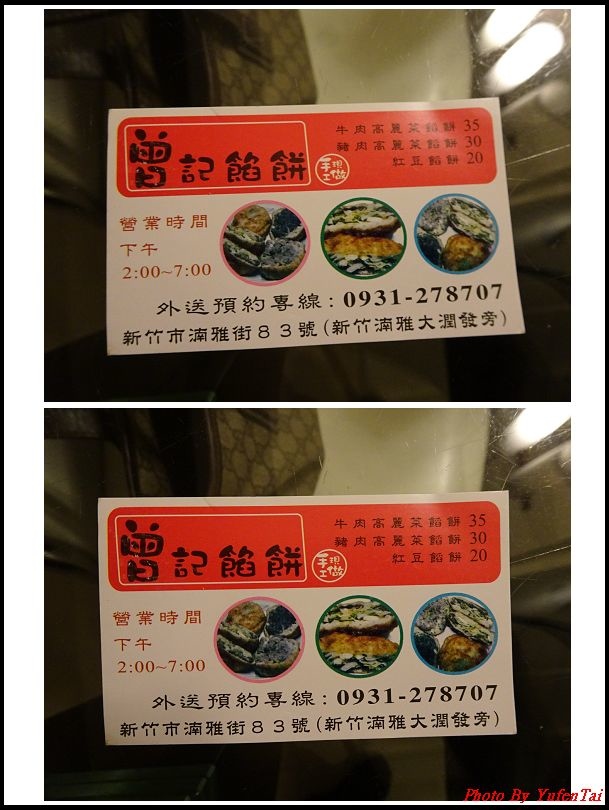 曾記餡餅
手工現做
牛肉高麗菜餡餅 35
豬肉高麗菜餡餅 30
紅豆餡餅 20
營業時間
下午
2:00~7:00
外送預約專線：0931-278707
新竹市湳雅街８３號(新竹湳雅大潤發旁)
曾記餡餅
手工現做
牛肉高麗菜餡餅 35
豬肉高麗菜餡餅 30
紅豆餡餅 20
營業時間
下午
2:00~7:00
外送預約專線：0931-278707
新竹市湳雅街８３號(新竹湳雅大潤發旁)
Photo By YufenTai